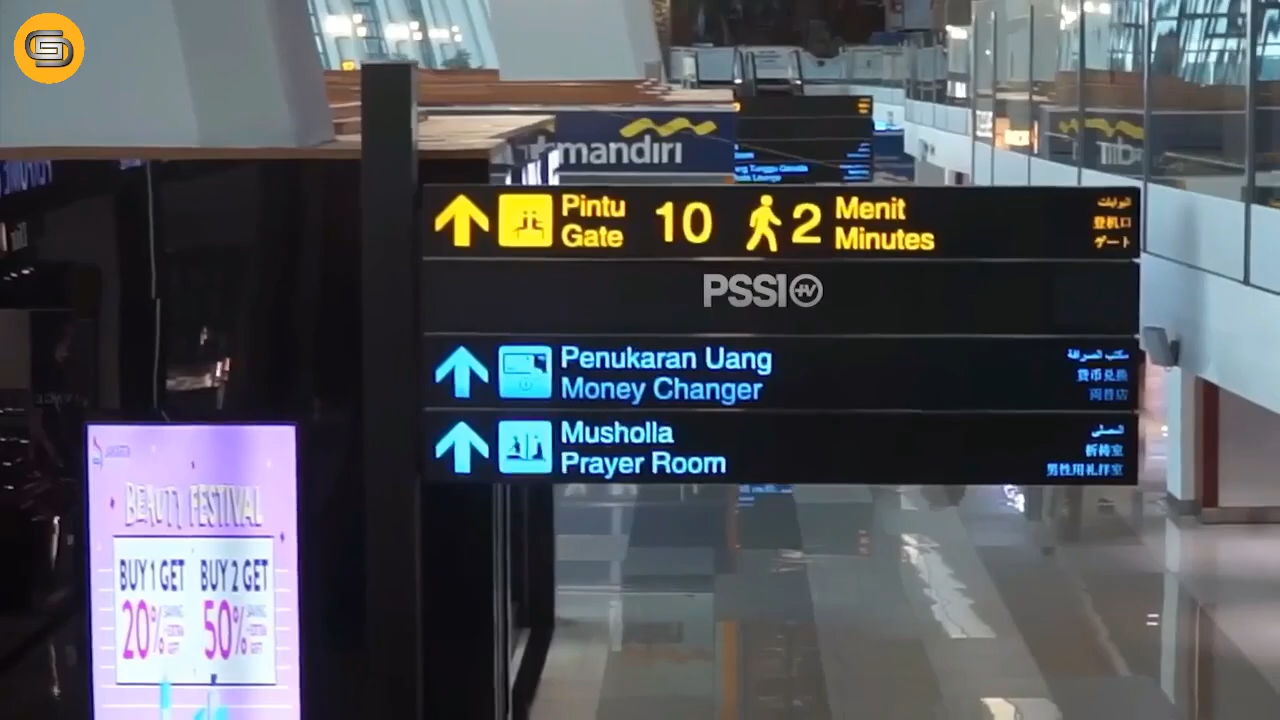 mandiri
Pintu
Gate
10
2
Menit
Minutes
البوابات
登机口
ゲート
PSSI TV
Penukaran Uang
Money Changer
مكتب الصرافة
货币兑换
両替店
Musholla
Prayer Room
المصلى
祈祷室
男性用礼拝室
BEAUTY FESTIVAL
BUY 1 GET
20%
BUY 2 GET
50%